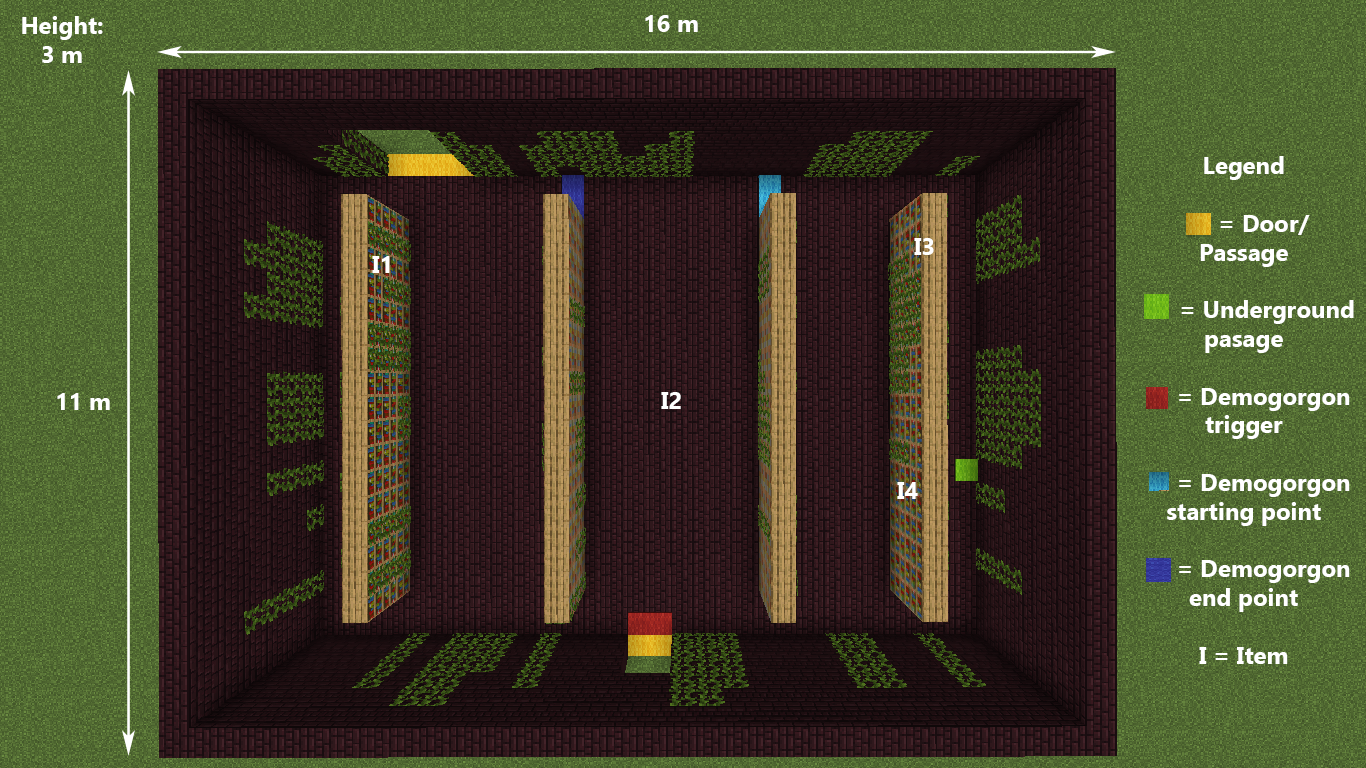 Height:
3 m
16 m
11 m
I1
I2
I3
I4
Legend
= Door/
Passage
= Underground
pasage
= Demogorgon
trigger
= Demogorgon
starting point
= Demogorgon
end point
I = Item